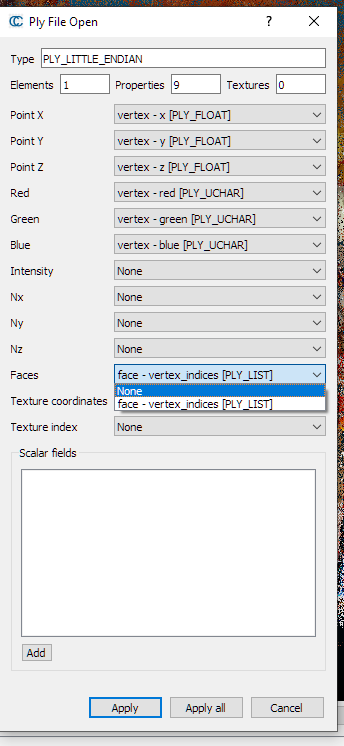 Ply File Open
Type PLY_LITTLE_ENDIAN
Elements 1 Properties 9 Textures 0
Point X vertex - x [PLY_FLOAT]
Point Y vertex - y [PLY_FLOAT]
Point Z vertex - z [PLY_FLOAT]
Red vertex - red [PLY_UCHAR]
Green vertex - green [PLY_UCHAR]
Blue vertex - blue [PLY_UCHAR]
Intensity None
Nx None
Ny None
Nz None
Faces face - vertex_indices [PLY_LIST]
None
Texture coordinates face - vertex_indices [PLY_LIST]
Texture index None
Scalar fields
Add
Apply Apply all Cancel